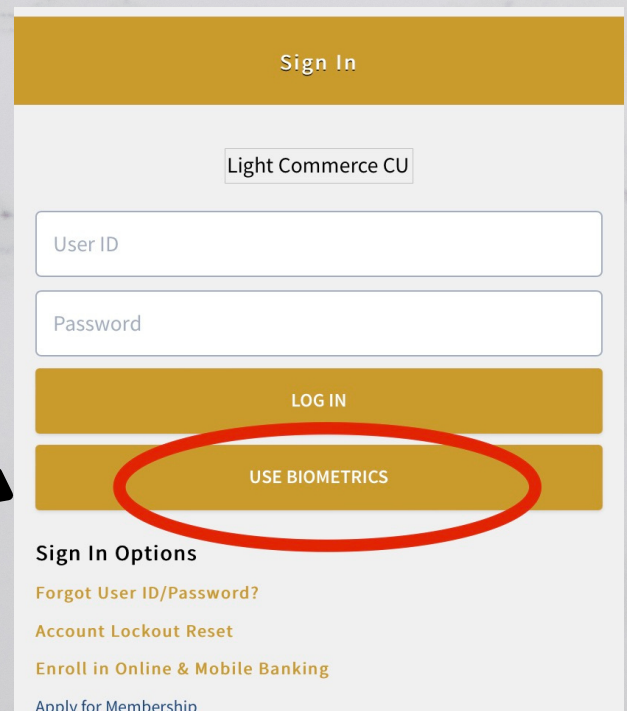 Sign In
Light Commerce CU
User ID
Password
LOG IN
USE BIOMETRICS
Sign In Options
Forgot User ID/Password?
Account Lockout Reset
Enroll in Online & Mobile Banking
Apply for Membership